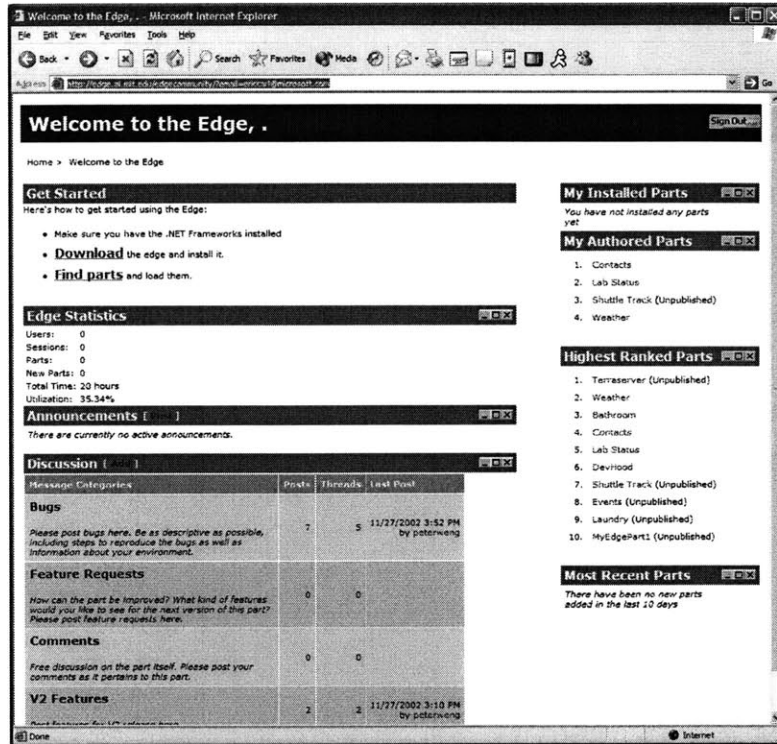 Welcome to the Edge, . - Microsoft Internet Explorer
File Edit View Favorites Tools Help
Back Search Favorites Media
Address Go
Welcome to the Edge, .
Sign Out
Home > Welcome to the Edge
Get Started
Here's how to get started using the Edge:
• Make sure you have the .NET Frameworks installed
• Download the edge and install it.
• Find parts and load them.
Edge Statistics
Users: 0
Sessions: 0
Parts: 0
New Parts: 0
Total Time: 20 hours
Utilization: 35.34%
Announcements [ ]
There are currently no active announcements.
Discussion [ ]
Message Categories Posts Threads Last Post
Bugs
Please post bugs here. Be as descriptive as possible,
including steps to reproduce the bugs as well as
information about your environment.
7 5 11/27/2002 3:52 PM
by peterweng
Feature Requests
How can the part be improved? What kind of features
would you like to see for the next version of this part?
Please post feature requests here.
0 0
Comments
Free discussion on the part itself. Please post your
comments as it pertains to this part.
0 0
V2 Features
2 2 11/27/2002 3:10 PM
by peterweng
My Installed Parts
You have not installed any parts
yet
My Authored Parts
1. Contacts
2. Lab Status
3. Shuttle Track (Unpublished)
4. Weather
Highest Ranked Parts
1. Terraserver (Unpublished)
2. Weather
3. Bathroom
4. Contacts
5. Lab Status
6. DevHood
7. Shuttle Track (Unpublished)
8. Events (Unpublished)
9. Laundry (Unpublished)
10. MyEdgePart1 (Unpublished)
Most Recent Parts
There have been no new parts
added in the last 10 days
Done Internet